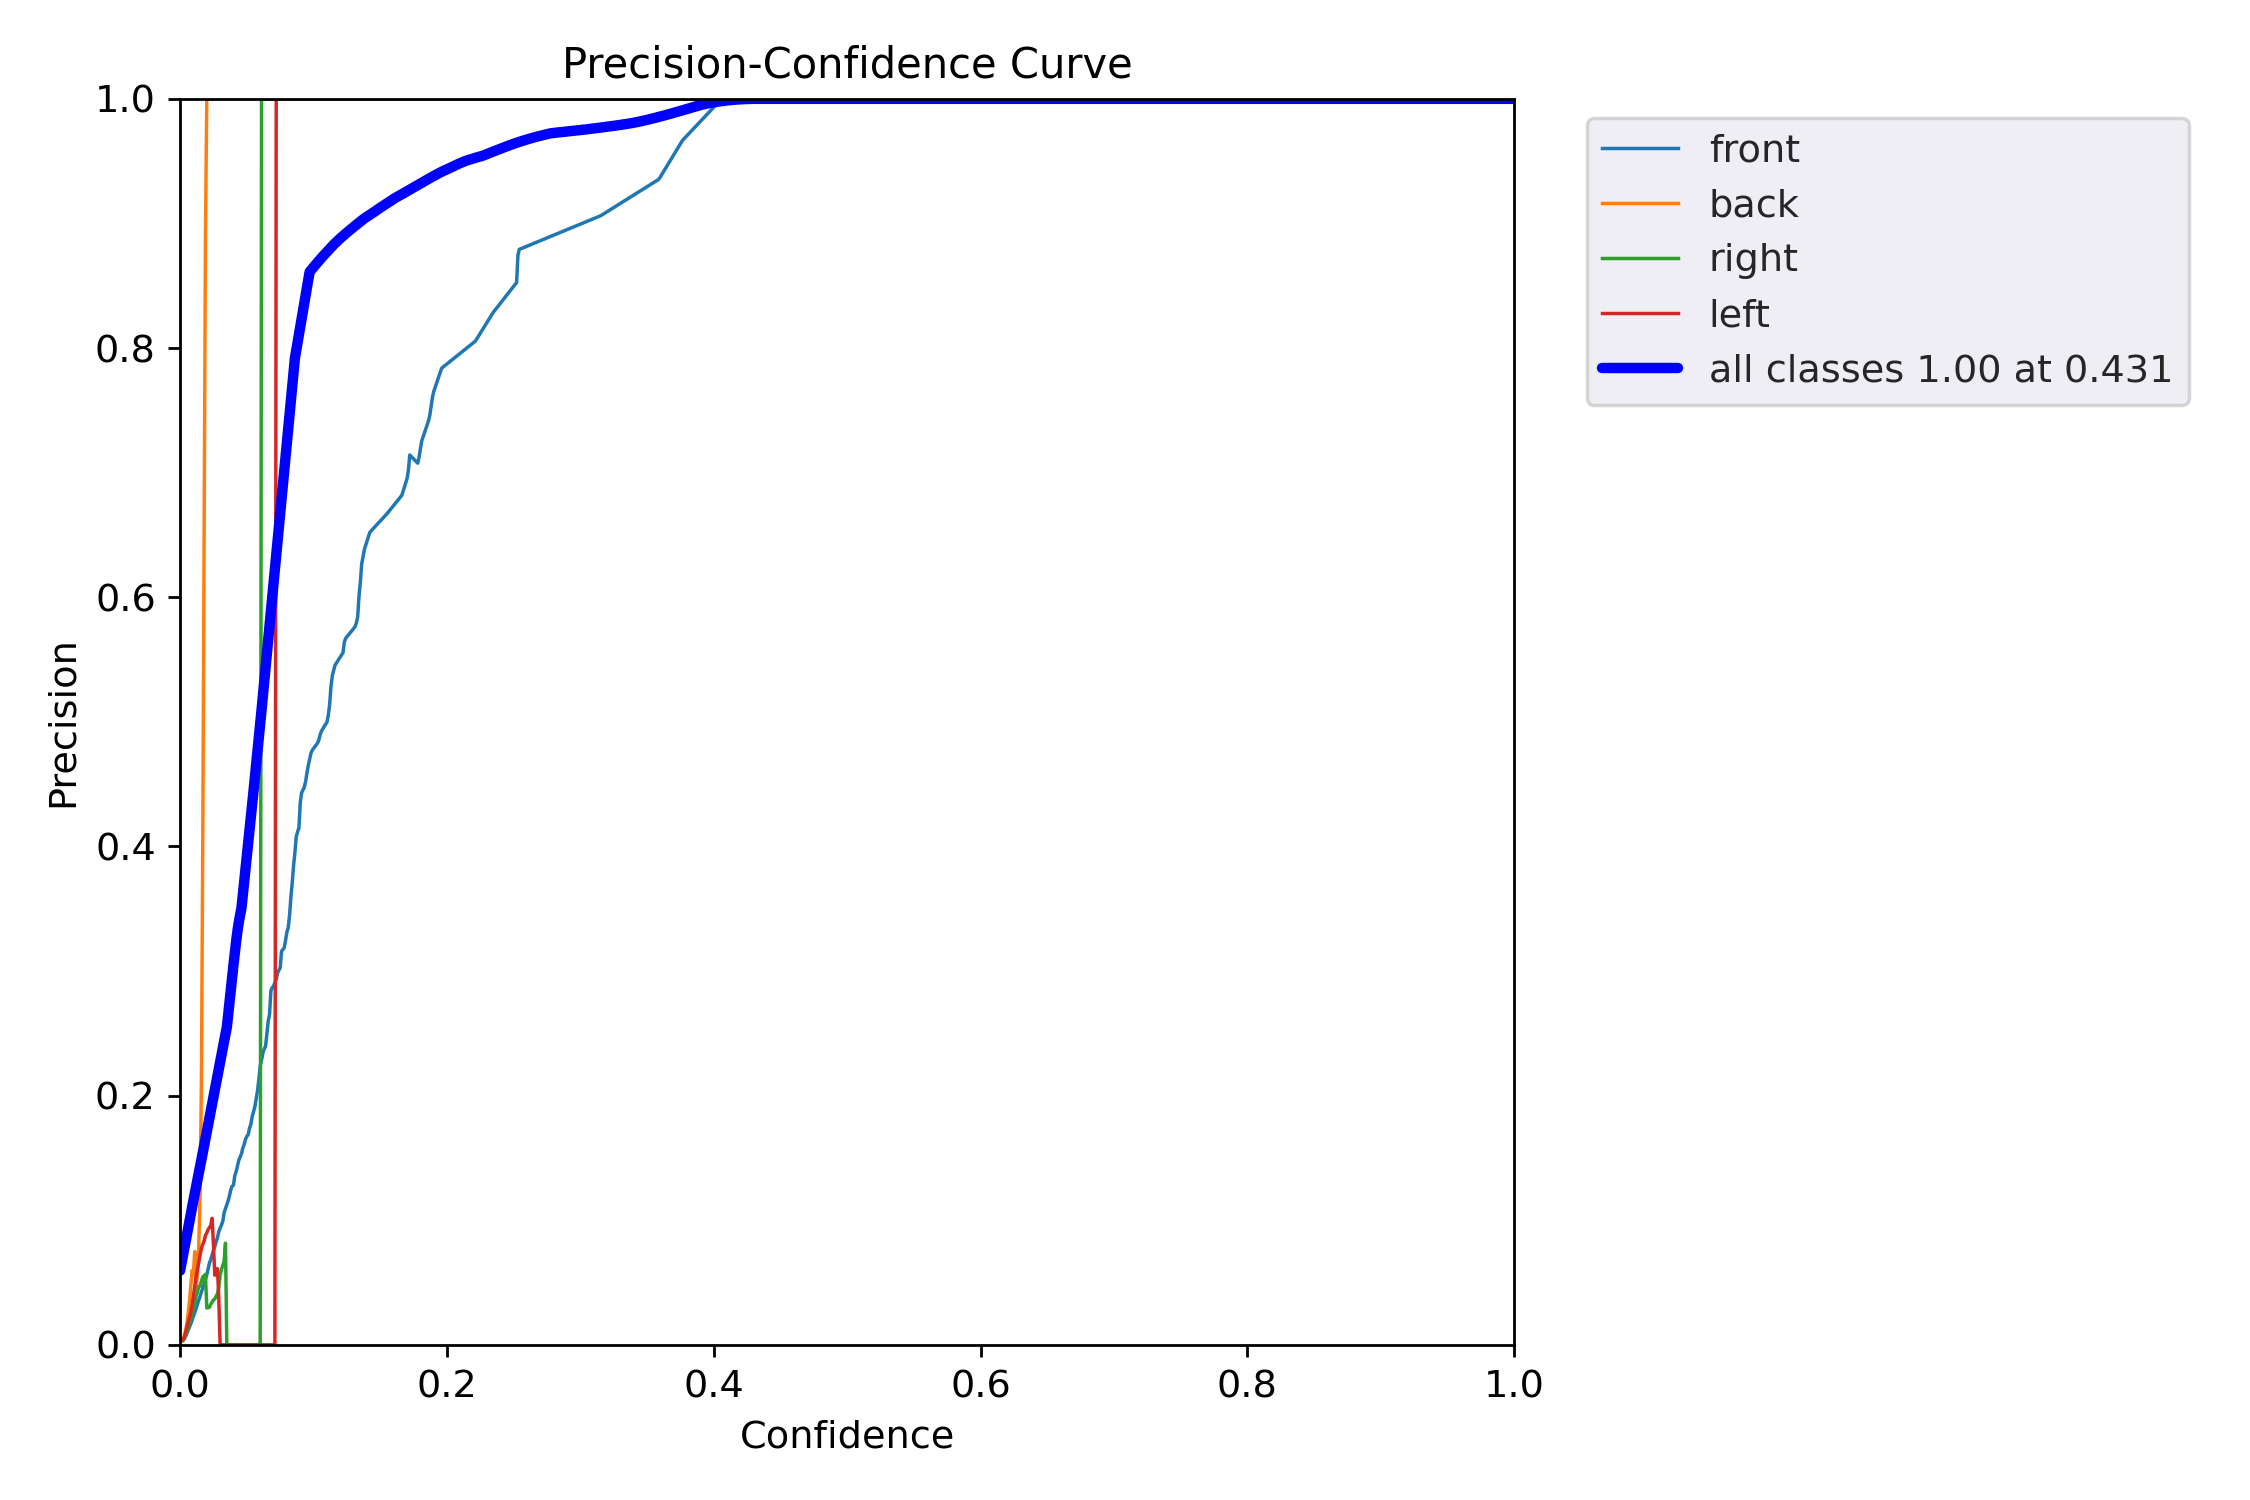 Precision-Confidence Curve
1.0
0.8
0.6
0.4
0.2
0.0
Precision
0.0 0.2 0.4 0.6 0.8 1.0
Confidence
front
back
right
left
all classes 1.00 at 0.431